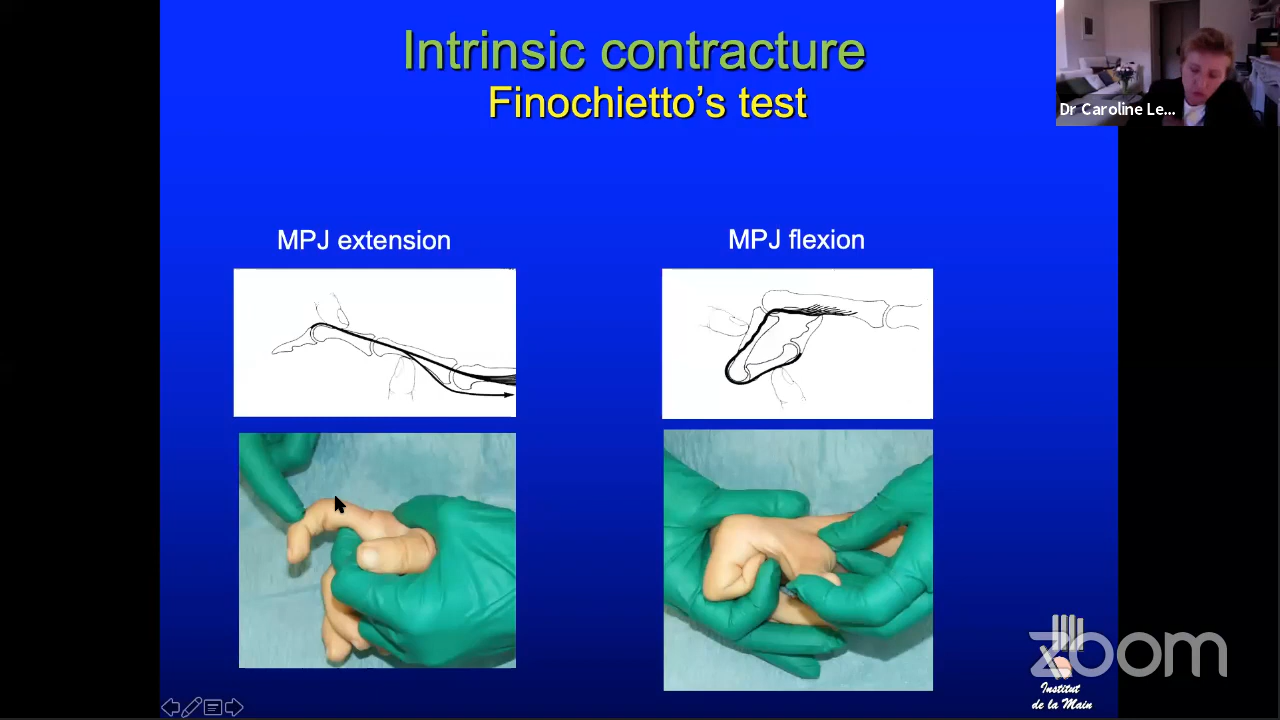 Intrinsic contracture
Finochietto's test
Dr Caroline Le...
MPJ extension
MPJ flexion
zoom
Institut
de la Main